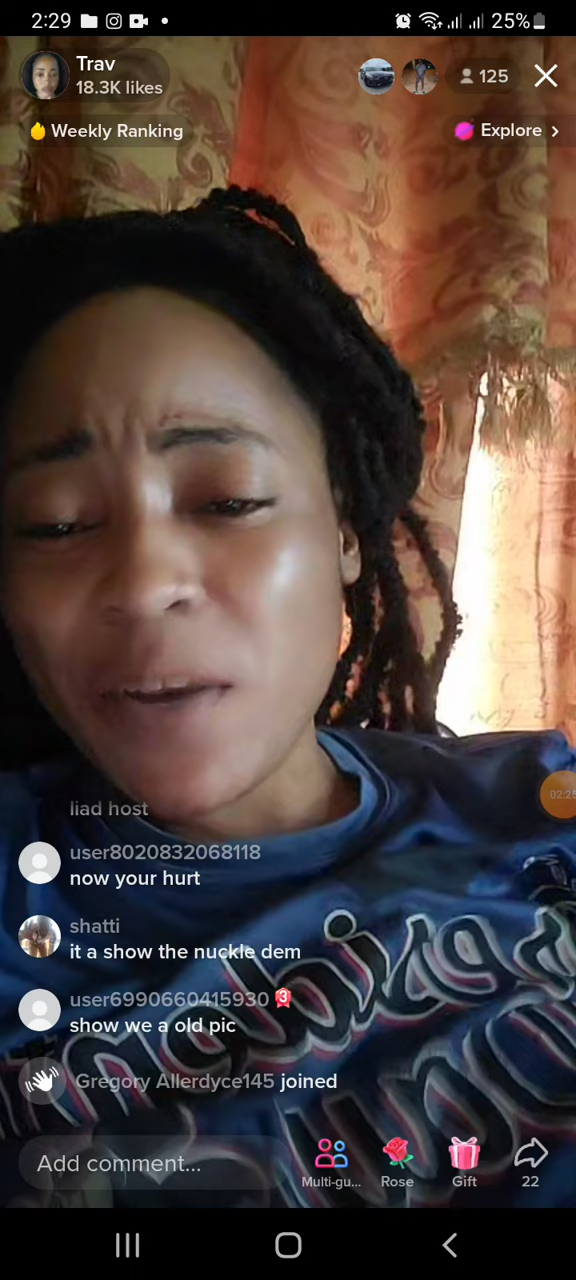 2:29
25%
Trav
18.3K likes
125
Weekly Ranking
Explore
liad host
user8020832068118
now your hurt
02:25
shatti
it a show the nuckle dem
user6990660415930 3
show we a old pic
Gregory Allerdyce145 joined
Add comment...
Multi-gu...
Rose
Gift
22